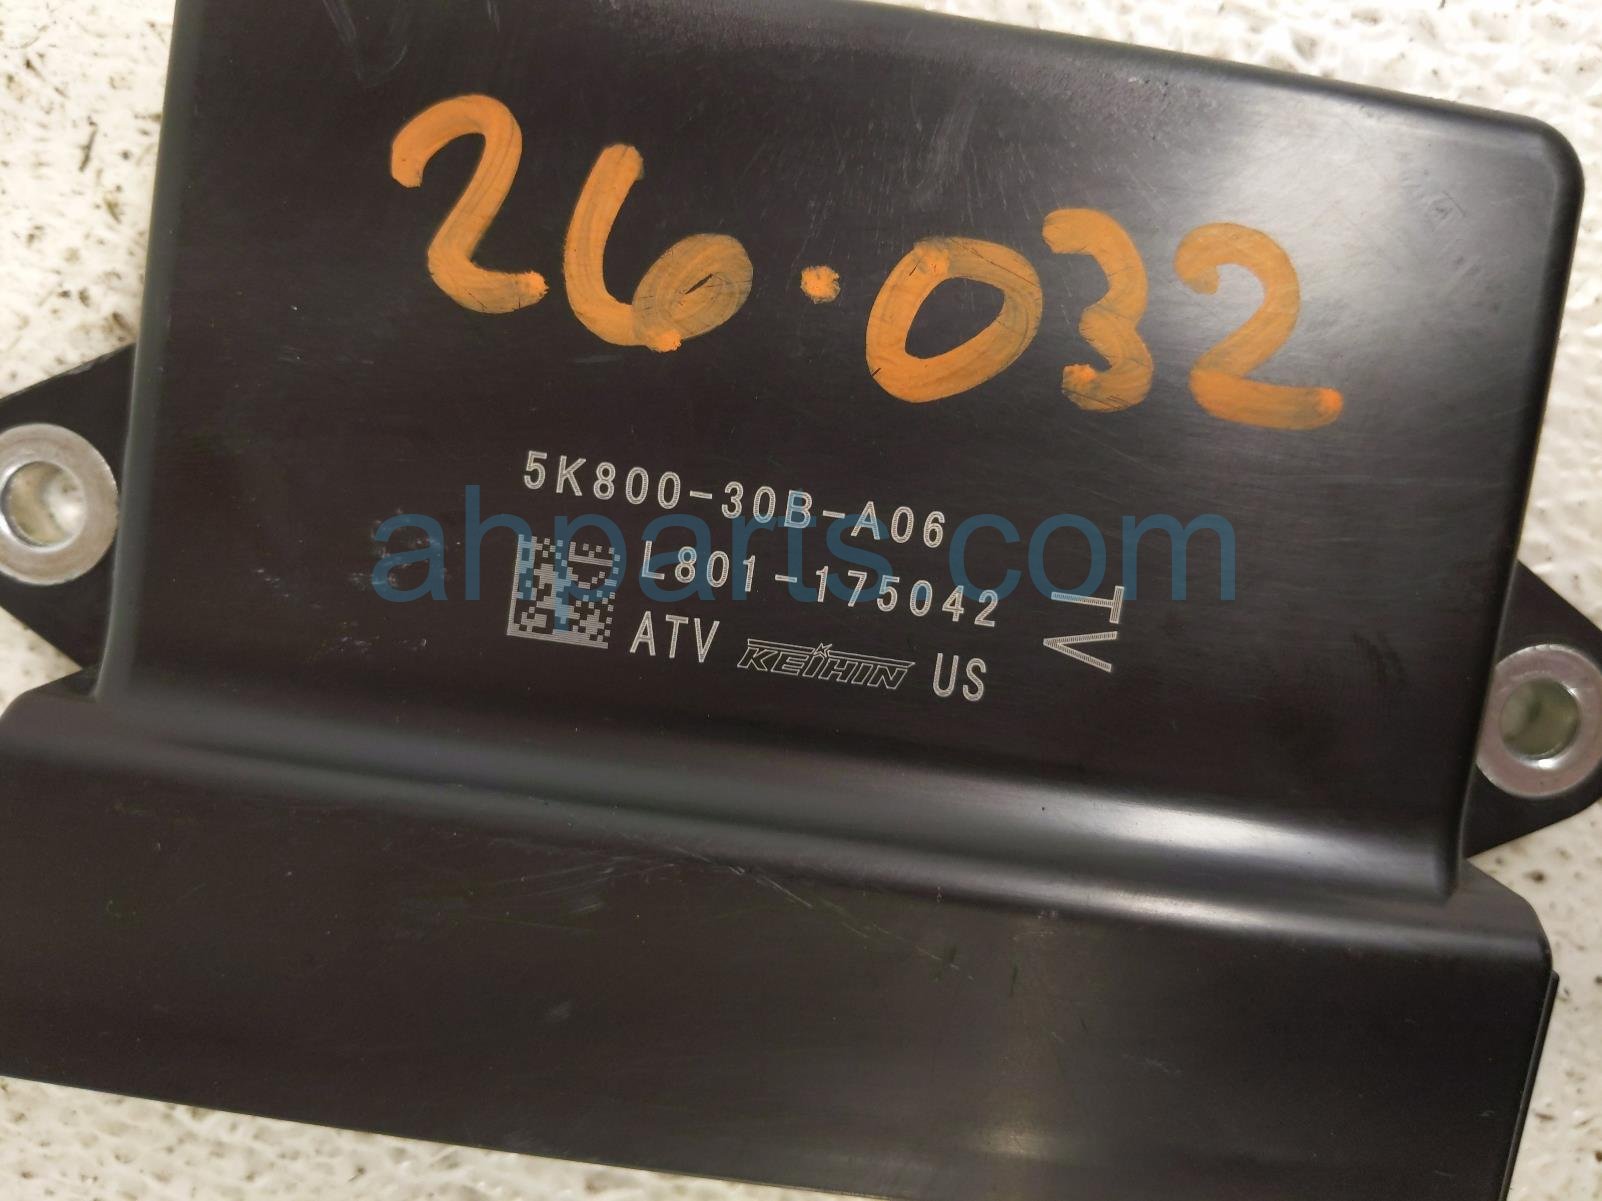 26.032
5K800-30B-A06
L801-175042
ATV KEIHIN US
TV
ahparts.com